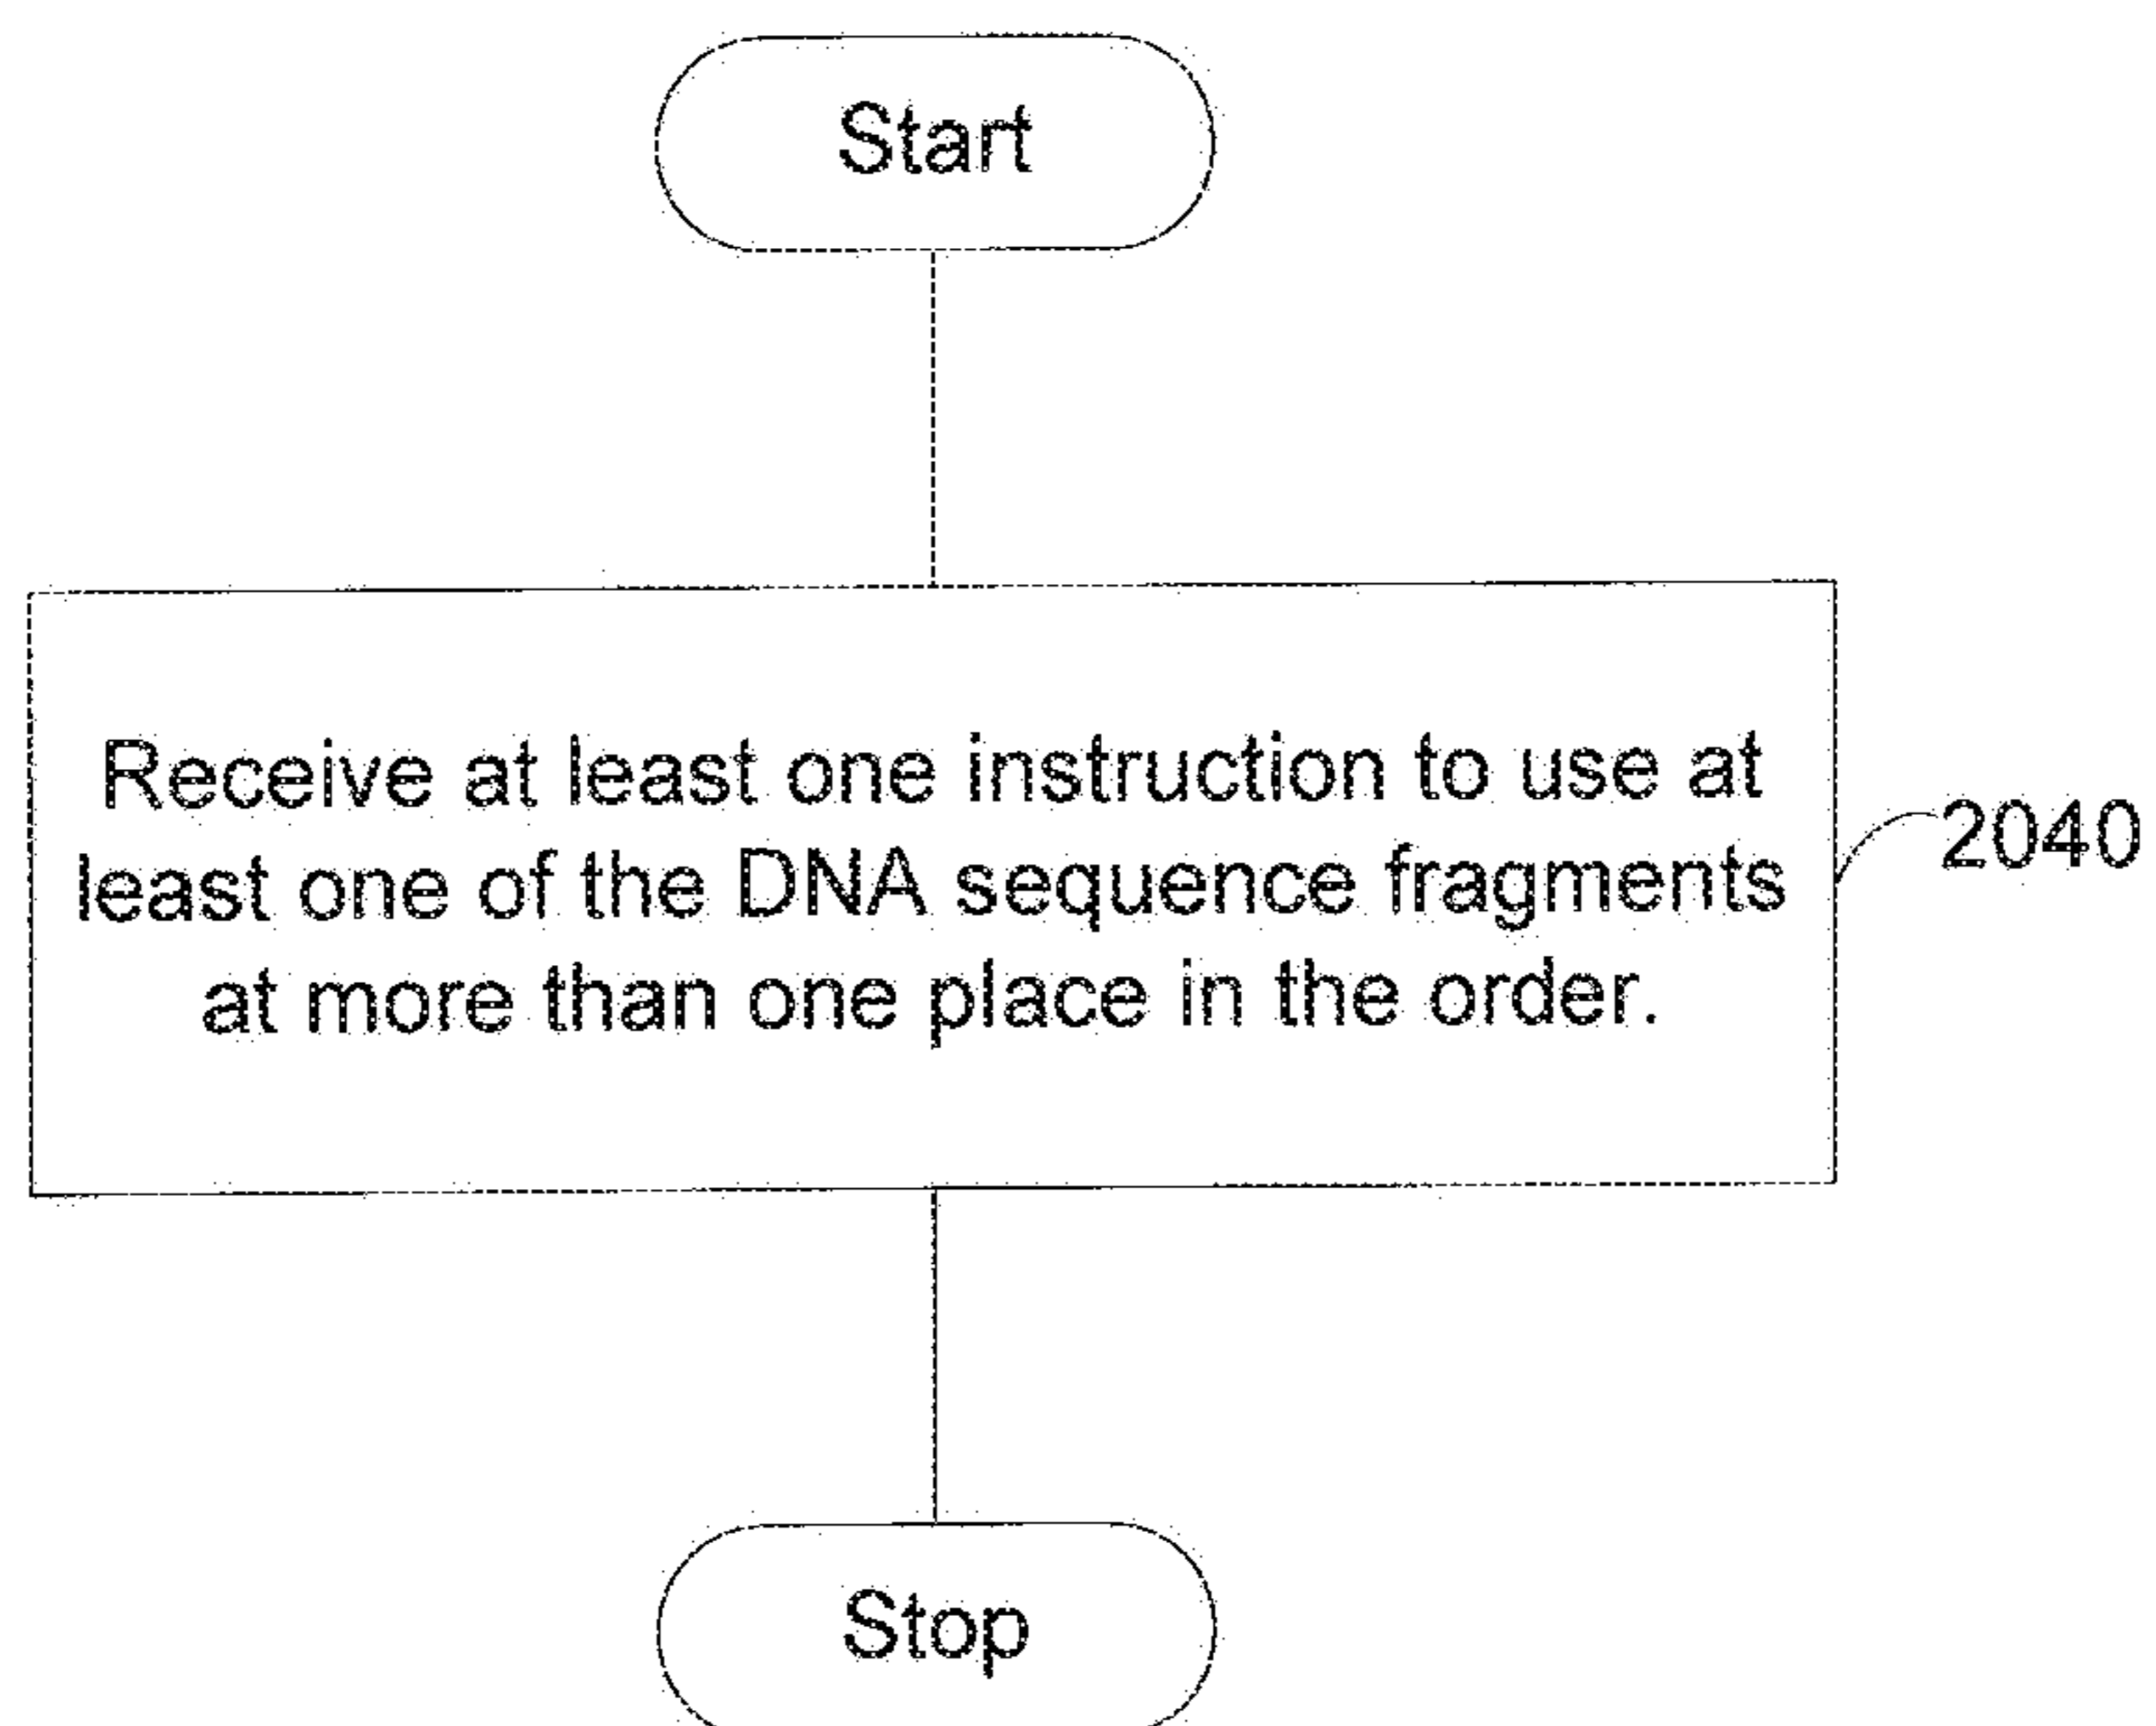 Start
Receive at least one instruction to use at
least one of the DNA sequence fragments
at more than one place in the order.
2040
Stop